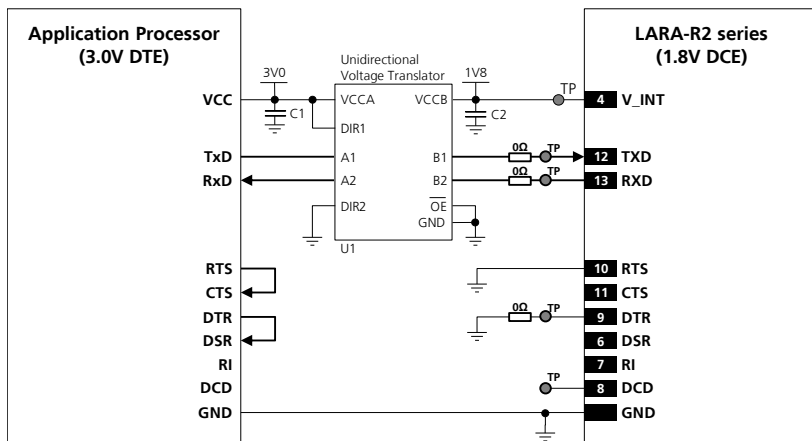 Application Processor
(3.0V DTE)
LARA-R2 series
(1.8V DCE)
Unidirectional
Voltage Translator
3V0
1V8
TP
VCC
VCCA
VCCB
4
V_INT
C1
C2
DIR1
0Ω
TP
TxD
A1
B1
12
TXD
0Ω
TP
RxD
A2
B2
13
RXD
DIR2
OE
GND
U1
RTS
10
RTS
CTS
11
CTS
0Ω
TP
DTR
9
DTR
DSR
6
DSR
RI
7
RI
TP
DCD
8
DCD
GND
GND